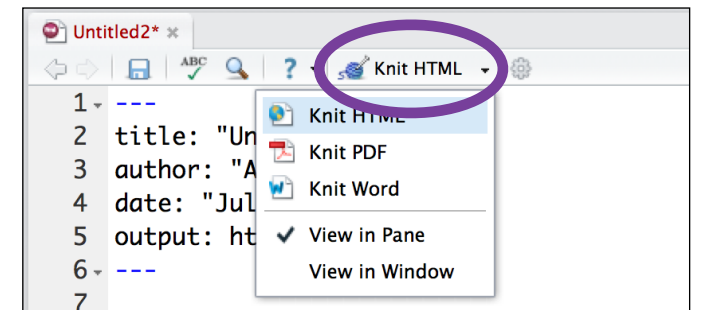 Untitled2*
ABC
? Knit HTML
1 ---
2 title: "Un
3 author: "A
4 date: "Jul
5 output: ht
6 ---
7
Knit HTML
Knit PDF
Knit Word
View in Pane
View in Window